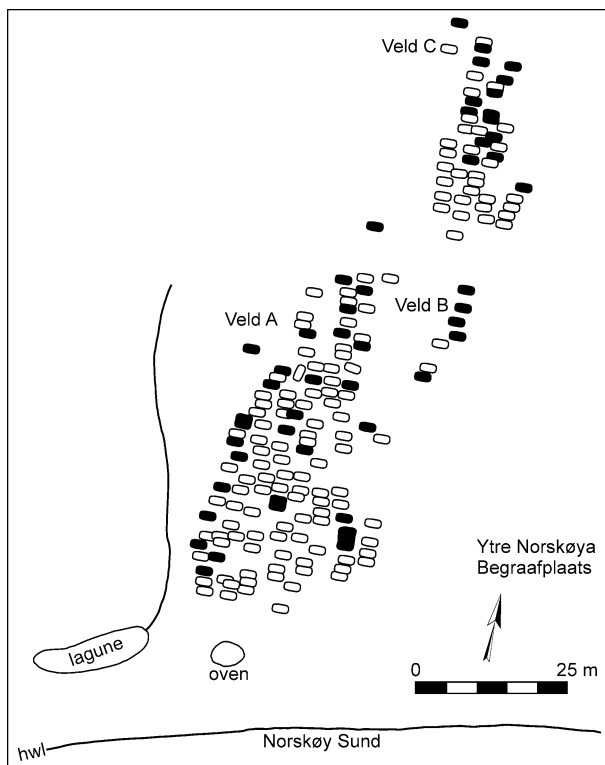 Veld C
Veld A
Veld B
Ytre Norskøya
Begraafplaats
0 25 m
lagune
oven
Norskøy Sund
hwl